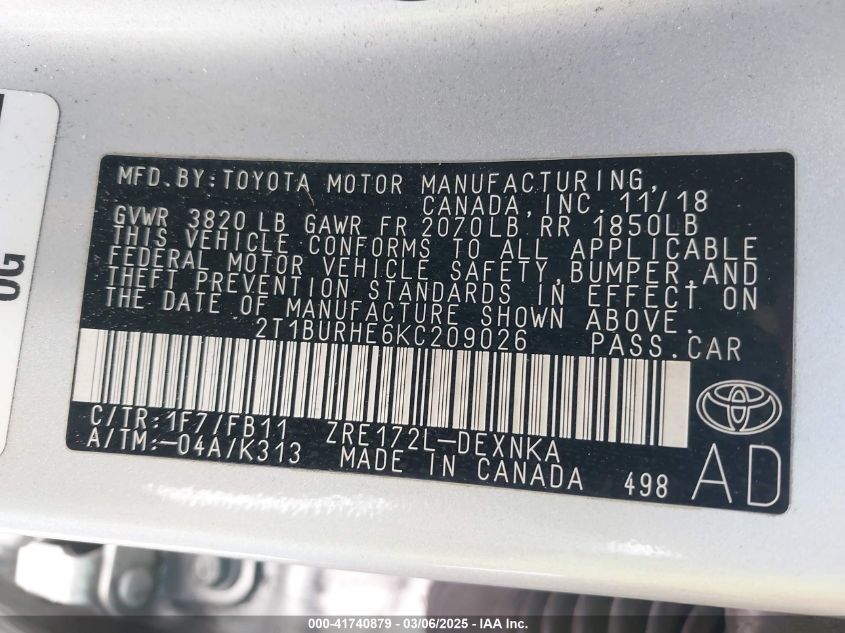 MFD.BY:TOYOTA MOTOR MANUFACTURING,
CANADA,INC. 11/18
GVWR 3820 LB GAWR FR 2070LB RR 1850LB
THIS VEHICLE CONFORMS TO ALL APPLICABLE
FEDERAL MOTOR VEHICLE SAFETY,BUMPER,AND
THEFT PREVENTION STANDARDS IN EFFECT ON
THE DATE OF MANUFACTURE SHOWN ABOVE.
2T1BURHE6KC209026 PASS.CAR
C/TR:1F7/FB11 ZRE172L-DEXNKA
A/TM:-04A/K313 MADE IN CANADA 498 AD
0G
000-41740879 — 03/06/2025 — IAA Inc.